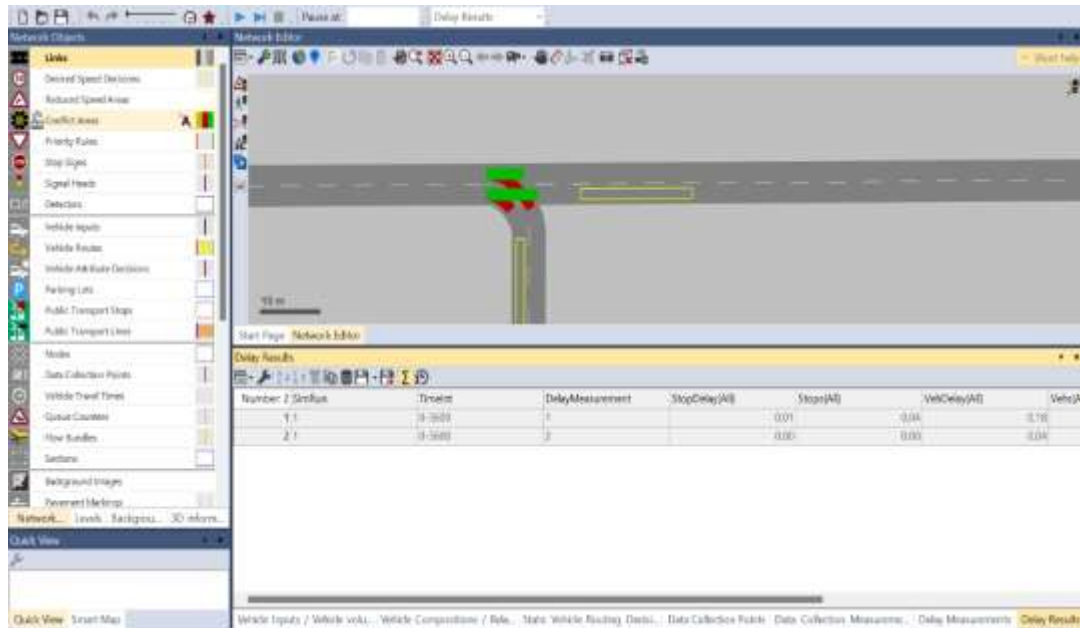 Pause at:
Delay Results
Network Objects
Network Editor
Links
Desired Speed Decisions
Reduced Speed Areas
Conflict Areas
Priority Rules
Stop Signs
Signal Heads
Detectors
Vehicle Inputs
Vehicle Routes
Vehicle Attribute Decisions
Parking Lots
Public Transport Stops
Public Transport Lines
Nodes
Data Collection Points
Vehicle Travel Times
Queue Counters
Flow Bundles
Sections
Background Images
Pavement Markings
Network... Levels Backgrou... 3D inform...
Quick View
Quick View Smart Map
10 m
Start Page Network Editor
Delay Results
Number: 2 SimRun TimeInt DelayMeasurement StopDelay(All) Stops(All) VehDelay(All) Vehs(A
1 1 0-3600 1 0.01 0.04 0.18
2 1 0-3600 2 0.00 0.00 0.04
Vehicle Inputs / Vehicle volu... Vehicle Compositions / Rela... Static Vehicle Routing Decisi... Data Collection Points Data Collection Measureme... Delay Measurements Delay Results